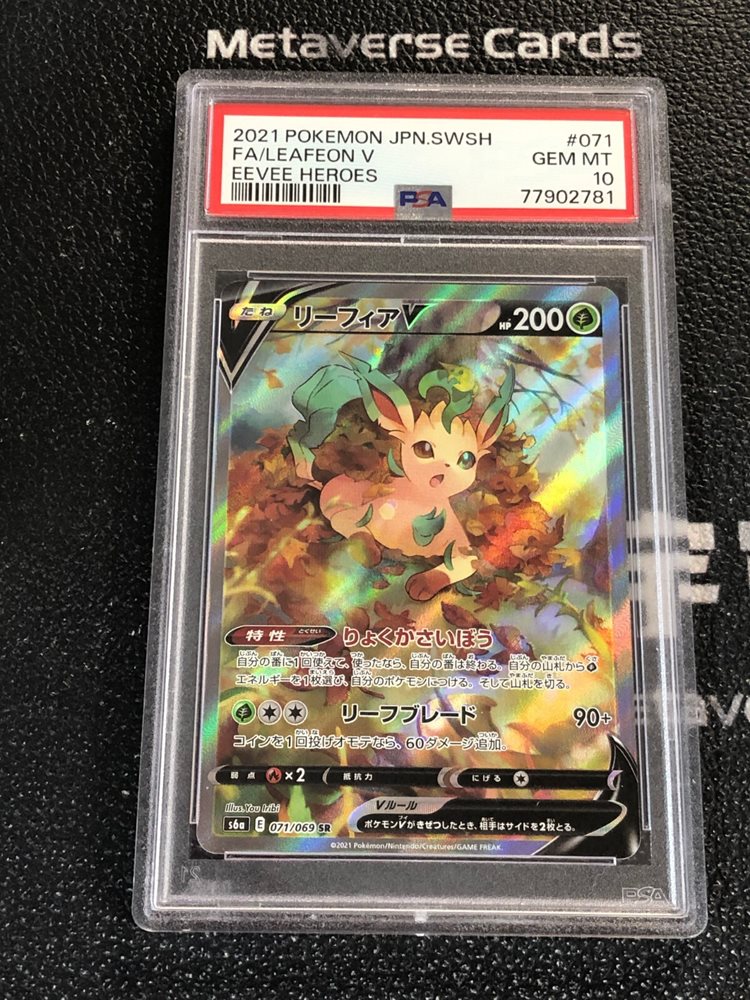 Metaverse Cards
2021 POKEMON JPN.SWSH #071
FA/LEAFEON V GEM MT
EEVEE HEROES 10
PSA 77902781
たね リーフィアV HP 200
特性 とくせい りょくかさいぼう
自分の番に1回使えて、使ったなら、自分の番は終わる。自分の山札から
エネルギーを1枚選び、自分のポケモンにつける。そして山札を切る。
リーフブレード 90+
コインを1回投げオモテなら、60ダメージ追加。
弱点 ×2 抵抗力 にげる
Illus. You Iribi
Vルール
ポケモンVがきぜつしたとき、相手はサイドを2枚とる。
s6a E 071/069 SR
©2021 Pokémon/Nintendo/Creatures/GAME FREAK.
PSA